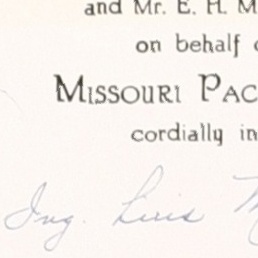 and Mr. E. H. M
on behalf
MISSOURI PAC
cordially in
Ing. Luis